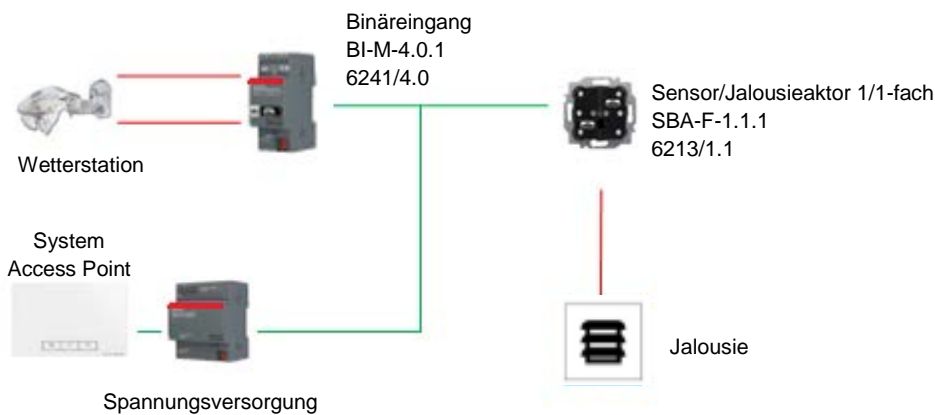 Binäreingang
BI-M-4.0.1
6241/4.0
Sensor/Jalousieaktor 1/1-fach
SBA-F-1.1.1
6213/1.1
Wetterstation
System
Access Point
Jalousie
Spannungsversorgung